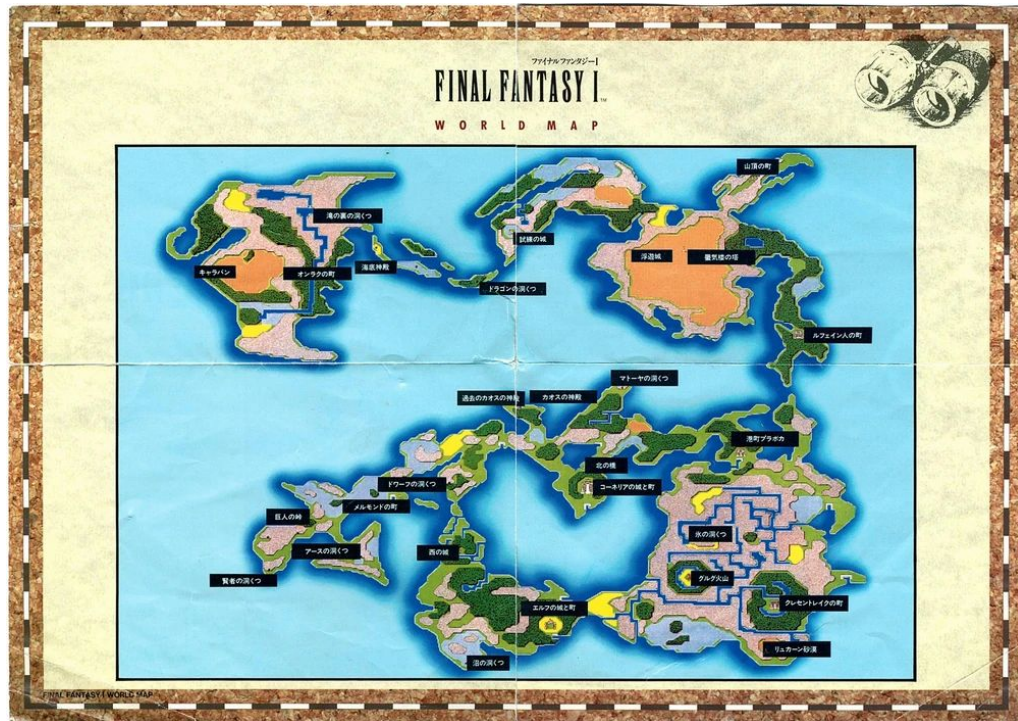 ファイナルファンタジーI
FINAL FANTASY I™
WORLD MAP
山頂の町
滝の裏の洞くつ
試練の城
キャラバン
オンラクの町
海底神殿
浮遊城
蜃気楼の塔
ドラゴンの洞くつ
ルフェイン人の町
マトーヤの洞くつ
過去のカオスの神殿
カオスの神殿
港町プラボカ
北の橋
ドワーフの洞くつ
コーネリアの城と町
メルモンドの町
巨人の峠
氷の洞くつ
アースの洞くつ
西の城
賢者の洞くつ
グルグ火山
エルフの城と町
クレセントレイクの町
リュカーン砂漠
沼の洞くつ
FINAL FANTASY I WORLD MAP